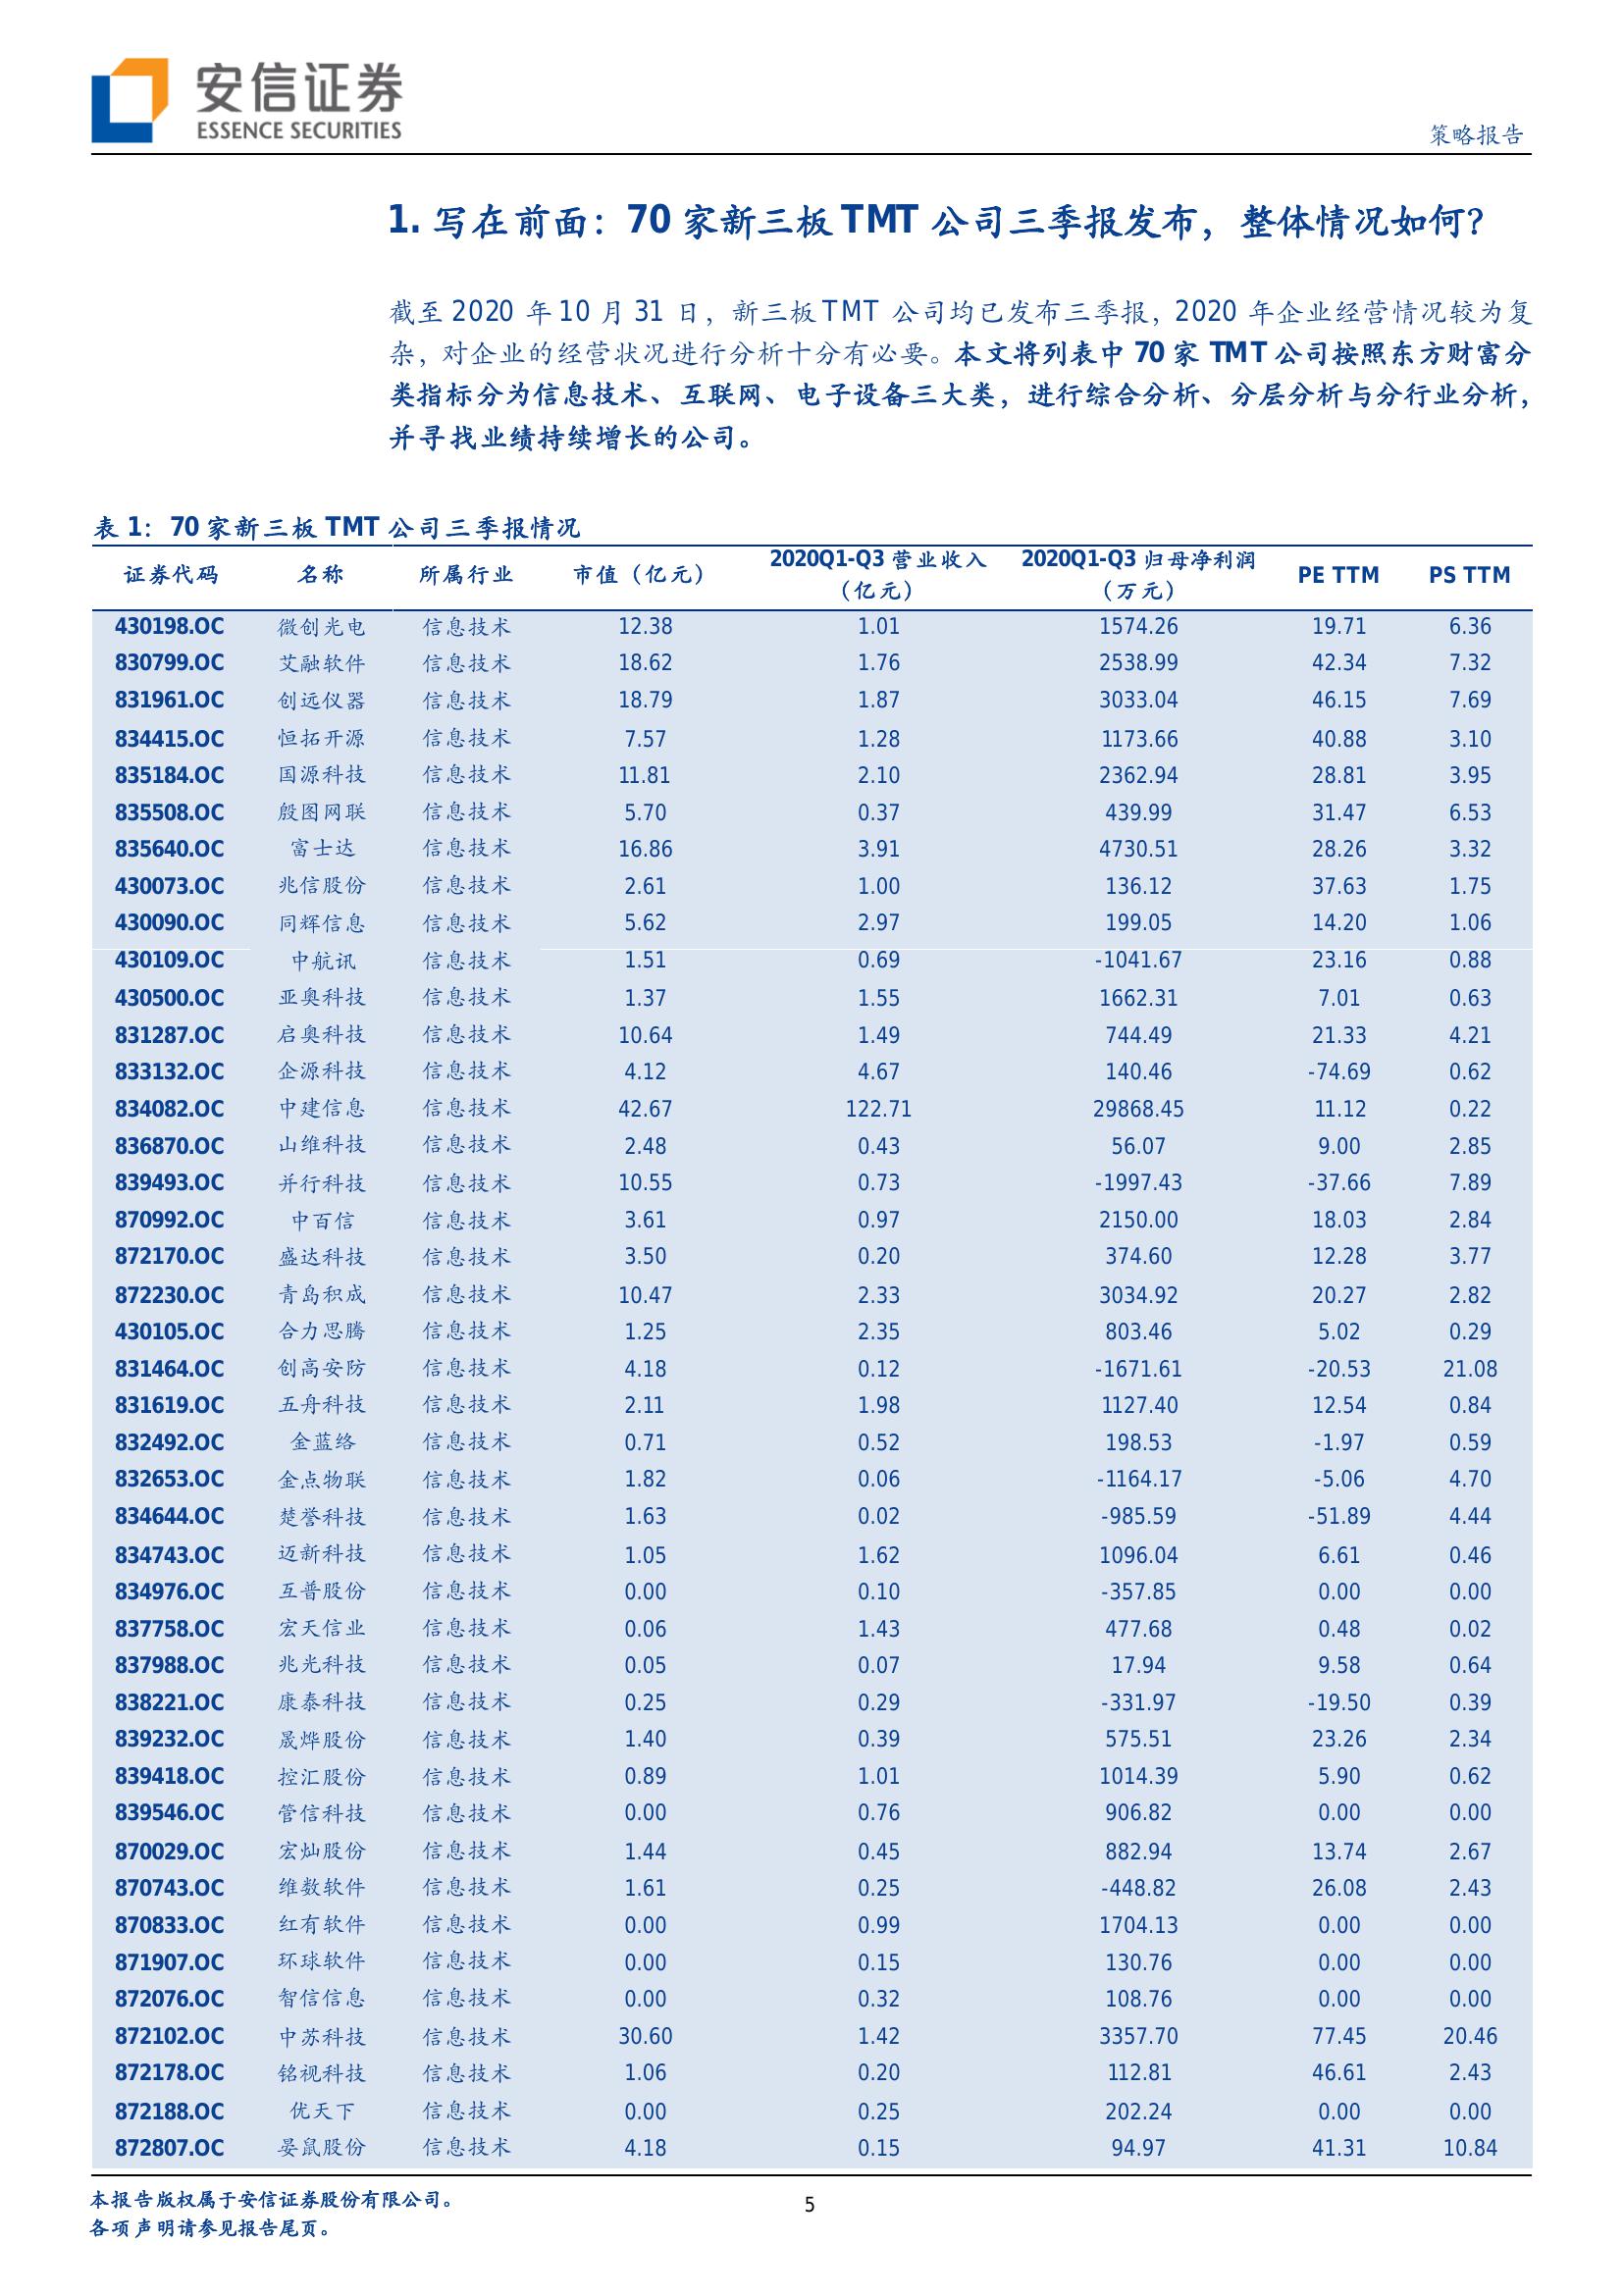 安信证券
ESSENCE SECURITIES
策略报告
1. 写在前面：70 家新三板 TMT 公司三季报发布，整体情况如何？
截至 2020 年 10 月 31 日，新三板 TMT 公司均已发布三季报，2020 年企业经营情况较为复
杂，对企业的经营状况进行分析十分有必要。本文将列表中 70 家 TMT 公司按照东方财富分
类指标分为信息技术、互联网、电子设备三大类，进行综合分析、分层分析与分行业分析，
并寻找业绩持续增长的公司。
表 1：70 家新三板 TMT 公司三季报情况
证券代码 名称 所属行业 市值（亿元） 2020Q1-Q3 营业收入（亿元） 2020Q1-Q3 归母净利润（万元） PE TTM PS TTM
430198.OC 微创光电 信息技术 12.38 1.01 1574.26 19.71 6.36
830799.OC 艾融软件 信息技术 18.62 1.76 2538.99 42.34 7.32
831961.OC 创远仪器 信息技术 18.79 1.87 3033.04 46.15 7.69
834415.OC 恒拓开源 信息技术 7.57 1.28 1173.66 40.88 3.10
835184.OC 国源科技 信息技术 11.81 2.10 2362.94 28.81 3.95
835508.OC 殷图网联 信息技术 5.70 0.37 439.99 31.47 6.53
835640.OC 富士达 信息技术 16.86 3.91 4730.51 28.26 3.32
430073.OC 兆信股份 信息技术 2.61 1.00 136.12 37.63 1.75
430090.OC 同辉信息 信息技术 5.62 2.97 199.05 14.20 1.06
430109.OC 中航讯 信息技术 1.51 0.69 -1041.67 23.16 0.88
430500.OC 亚奥科技 信息技术 1.37 1.55 1662.31 7.01 0.63
831287.OC 启奥科技 信息技术 10.64 1.49 744.49 21.33 4.21
833132.OC 企源科技 信息技术 4.12 4.67 140.46 -74.69 0.62
834082.OC 中建信息 信息技术 42.67 122.71 29868.45 11.12 0.22
836870.OC 山维科技 信息技术 2.48 0.43 56.07 9.00 2.85
839493.OC 并行科技 信息技术 10.55 0.73 -1997.43 -37.66 7.89
870992.OC 中百信 信息技术 3.61 0.97 2150.00 18.03 2.84
872170.OC 盛达科技 信息技术 3.50 0.20 374.60 12.28 3.77
872230.OC 青岛积成 信息技术 10.47 2.33 3034.92 20.27 2.82
430105.OC 合力思腾 信息技术 1.25 2.35 803.46 5.02 0.29
831464.OC 创高安防 信息技术 4.18 0.12 -1671.61 -20.53 21.08
831619.OC 五舟科技 信息技术 2.11 1.98 1127.40 12.54 0.84
832492.OC 金蓝络 信息技术 0.71 0.52 198.53 -1.97 0.59
832653.OC 金点物联 信息技术 1.82 0.06 -1164.17 -5.06 4.70
834644.OC 楚誉科技 信息技术 1.63 0.02 -985.59 -51.89 4.44
834743.OC 迈新科技 信息技术 1.05 1.62 1096.04 6.61 0.46
834976.OC 互普股份 信息技术 0.00 0.10 -357.85 0.00 0.00
837758.OC 宏天信业 信息技术 0.06 1.43 477.68 0.48 0.02
837988.OC 兆光科技 信息技术 0.05 0.07 17.94 9.58 0.64
838221.OC 康泰科技 信息技术 0.25 0.29 -331.97 -19.50 0.39
839232.OC 晟烨股份 信息技术 1.40 0.39 575.51 23.26 2.34
839418.OC 控汇股份 信息技术 0.89 1.01 1014.39 5.90 0.62
839546.OC 管信科技 信息技术 0.00 0.76 906.82 0.00 0.00
870029.OC 宏灿股份 信息技术 1.44 0.45 882.94 13.74 2.67
870743.OC 维数软件 信息技术 1.61 0.25 -448.82 26.08 2.43
870833.OC 红有软件 信息技术 0.00 0.99 1704.13 0.00 0.00
871907.OC 环球软件 信息技术 0.00 0.15 130.76 0.00 0.00
872076.OC 智信信息 信息技术 0.00 0.32 108.76 0.00 0.00
872102.OC 中苏科技 信息技术 30.60 1.42 3357.70 77.45 20.46
872178.OC 铭视科技 信息技术 1.06 0.20 112.81 46.61 2.43
872188.OC 优天下 信息技术 0.00 0.25 202.24 0.00 0.00
872807.OC 晏鼠股份 信息技术 4.18 0.15 94.97 41.31 10.84
本报告版权属于安信证券股份有限公司。
5
各项声明请参见报告尾页。